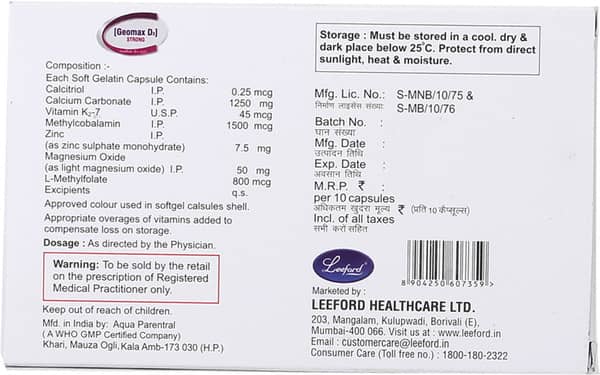 [Geomax D3]
STRONG
Composition :-
Each Soft Gelatin Capsule Contains:
Calcitriol I.P. 0.25 mcg
Calcium Carbonate I.P. 1250 mg
Vitamin K2-7 U.S.P. 45 mcg
Methylcobalamin I.P. 1500 mcg
Zinc I.P.
(as zinc sulphate monohydrate) 7.5 mg
Magnesium Oxide
(as light magnesium oxide) I.P. 50 mg
L-Methylfolate 800 mcg
Excipients q.s.
Approved colour used in softgel calsules shell.
Appropriate overages of vitamins added to
compensate loss on storage.
Dosage : As directed by the Physician.
Warning: To be sold by the retail
on the prescription of Registered
Medical Practitioner only.
Keep out of reach of children.
Mfd. in India by: Aqua Parentral
( A WHO GMP Certified Company)
Khari, Mauza Ogli, Kala Amb-173 030 (H.P.)
Storage : Must be stored in a cool. dry &
dark place below 25°C. Protect from direct
sunlight, heat & moisture.
Mfg. Lic. No.: S-MNB/10/75 &
निर्माण लाइसेंस संख्या: S-MB/10/76
Batch No. :
घान संख्या
Mfg. Date :
उत्पादन तिथि
Exp. Date :
अवसान तिथि
M.R.P. ₹ :
per 10 capsules
अधिकतम खुदरा मूल्य ₹ (प्रति 10 कैप्सूल्स)
Incl. of all taxes
सभी करों सहित
Leeford
8 904250 607359 >
Marketed by :
LEEFORD HEALTHCARE LTD.
203, Mangalam, Kulupwadi, Borivali (E),
Mumbai-400 066. Visit us at : www.leeford.in
Email : customercare@leeford.in
Consumer Care (Toll free no.) : 1800-180-2322